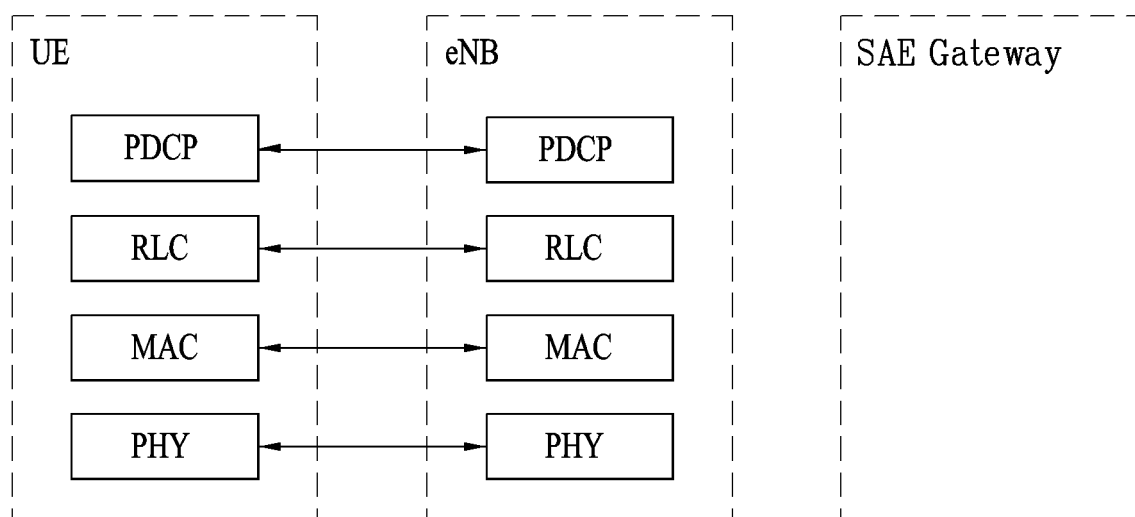 UE eNB SAE Gateway
PDCP PDCP
RLC RLC
MAC MAC
PHY PHY